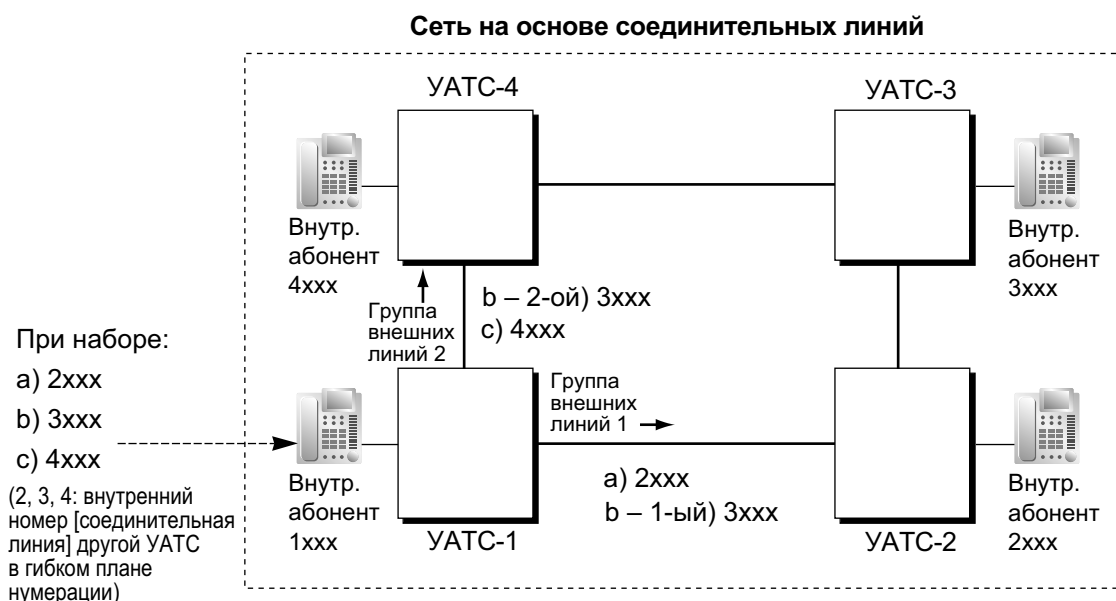 Сеть на основе соединительных линий
УАТС-4
УАТС-3
Внутр.
абонент
4xxx
Внутр.
абонент
3xxx
Группа
внешних
линий 2
b – 2-ой) 3xxx
c) 4xxx
При наборе:
a) 2xxx
b) 3xxx
c) 4xxx
(2, 3, 4: внутренний
номер [соединительная
линия] другой УАТС
в гибком плане
нумерации)
Группа
внешних
линий 1
Внутр.
абонент
1xxx
a) 2xxx
b – 1-ый) 3xxx
Внутр.
абонент
2xxx
УАТС-1
УАТС-2